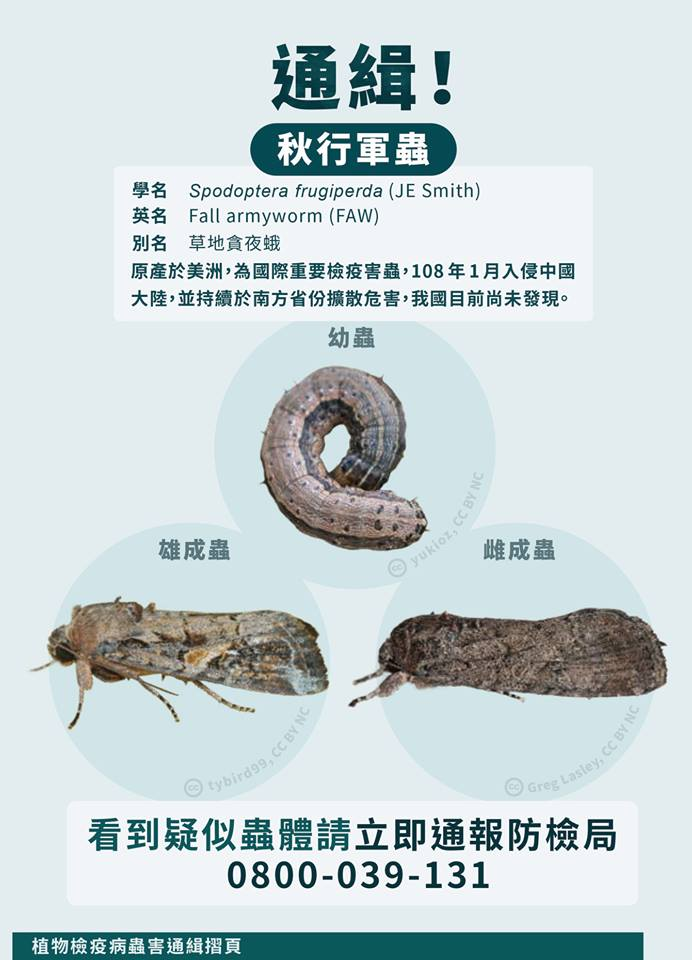 通緝!
秋行軍蟲
學名 Spodoptera frugiperda (JE Smith)
英名 Fall armyworm (FAW)
別名 草地貪夜蛾
原產於美洲,為國際重要檢疫害蟲,108年1月入侵中國
大陸,並持續於南方省份擴散危害,我國目前尚未發現。
幼蟲
cc yukioz, CC BY NC
雄成蟲
雌成蟲
cc tybird99, CC BY NC
cc Greg Lasley, CC BY NC
看到疑似蟲體請立即通報防檢局
0800-039-131
植物檢疫病蟲害通緝摺頁